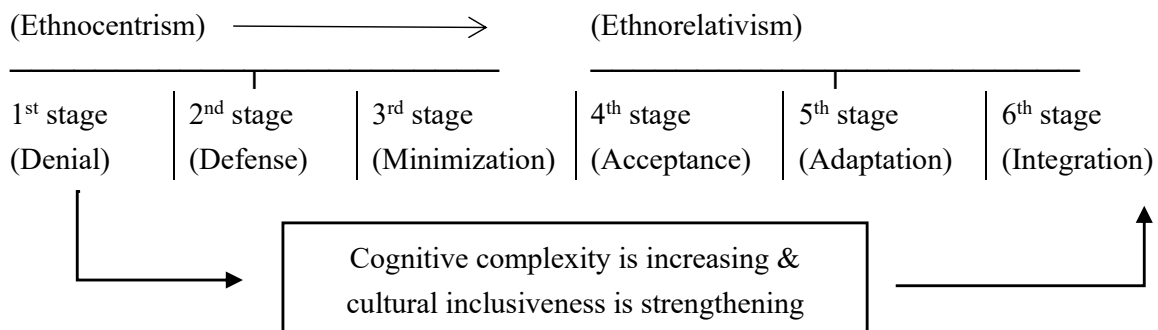 (Ethnocentrism) (Ethnorelativism)
1st stage 2nd stage 3rd stage 4th stage 5th stage 6th stage
(Denial) (Defense) (Minimization) (Acceptance) (Adaptation) (Integration)
Cognitive complexity is increasing &
cultural inclusiveness is strengthening